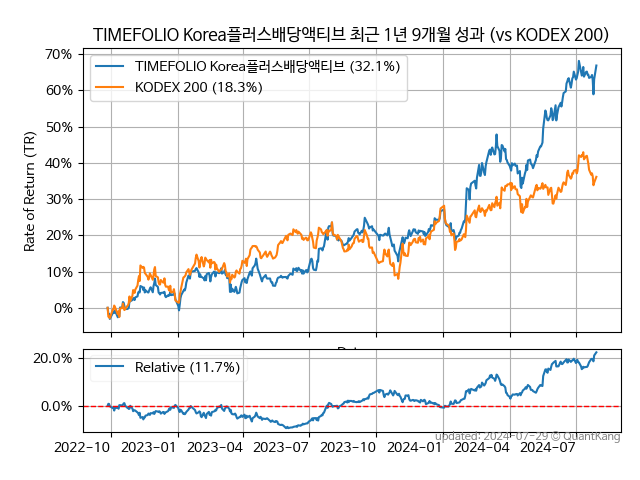 TIMEFOLIO Korea플러스배당액티브 최근 1년 9개월 성과 (vs KODEX 200)
70%
60%
50%
40%
30%
20%
10%
0%
Rate of Return (TR)
TIMEFOLIO Korea플러스배당액티브 (32.1%)
KODEX 200 (18.3%)
20.0%
0.0%
Relative (11.7%)
2022-10 2023-01 2023-04 2023-07 2023-10 2024-01 2024-04 2024-07
updated: 2024-07-29 © QuantKang